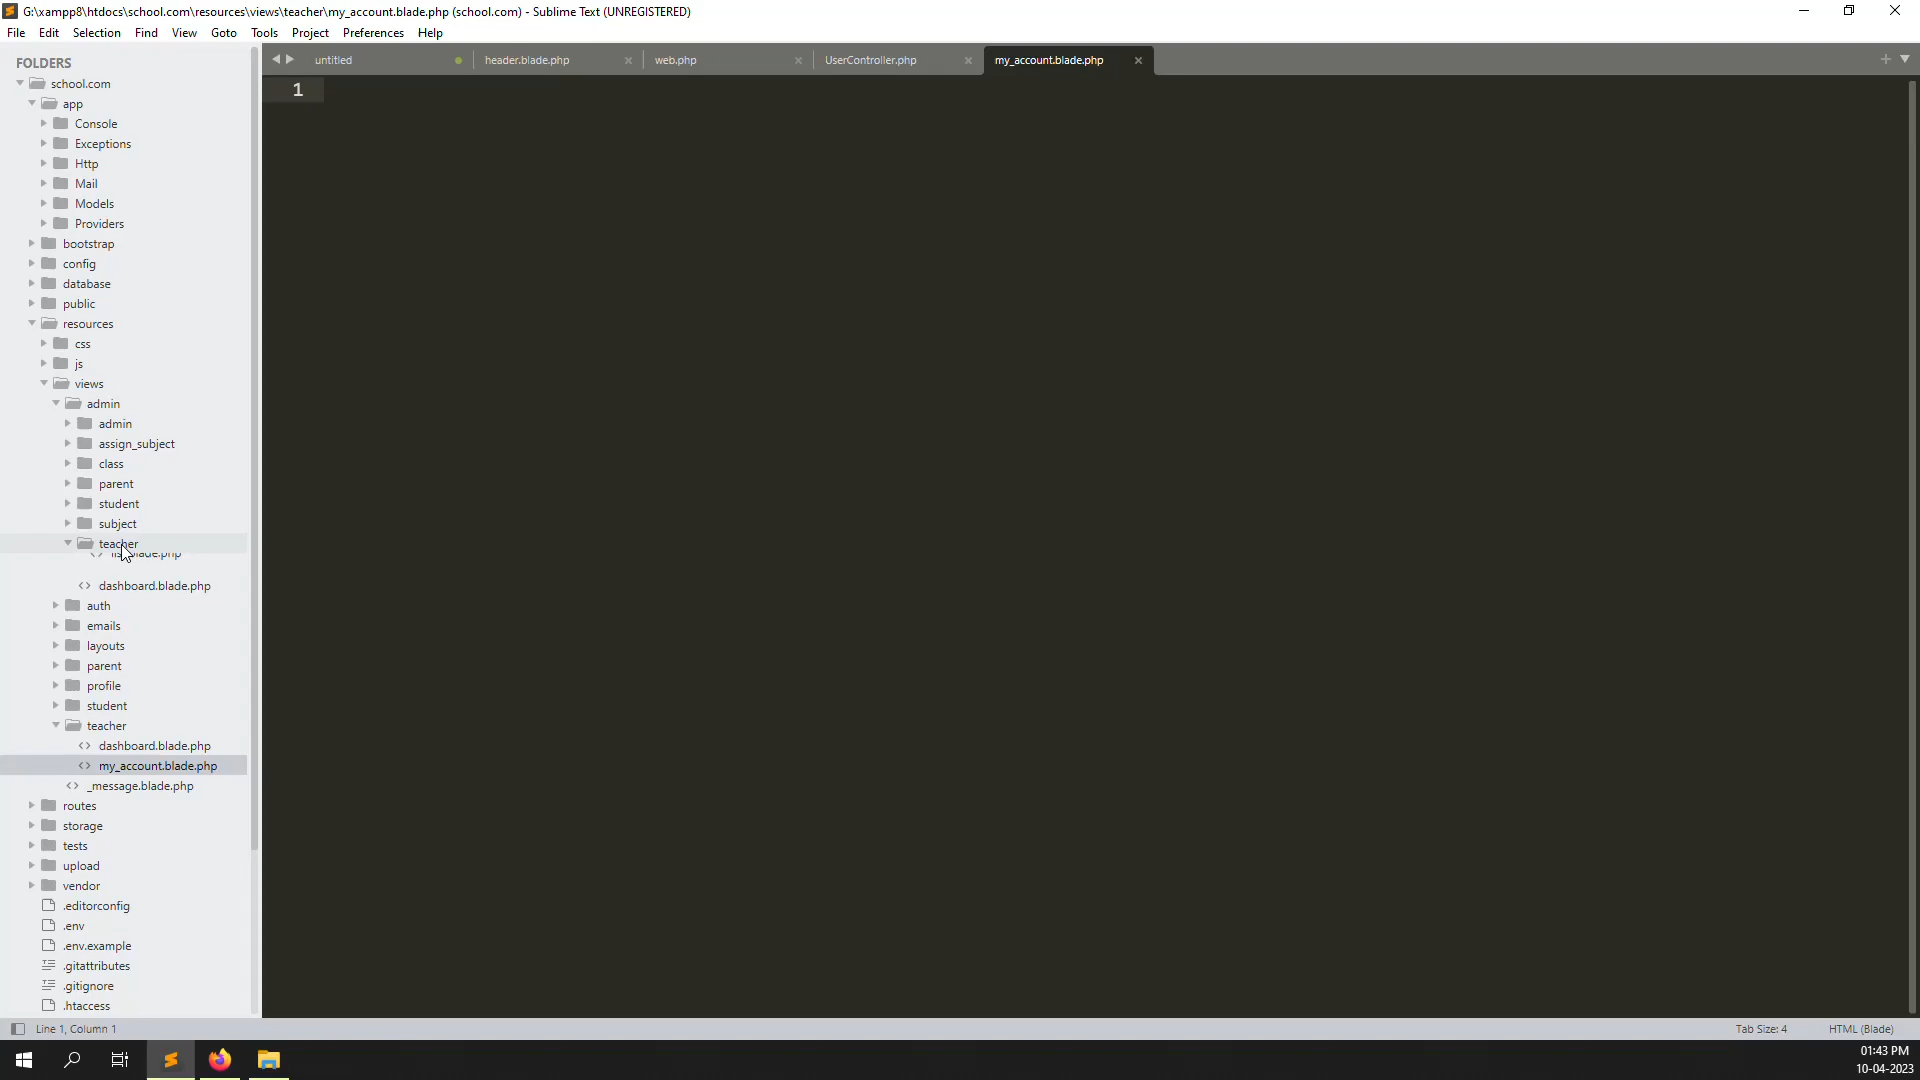 G:\xampp8\htdocs\school.com\resources\views\teacher\my_account.blade.php (school.com) - Sublime Text (UNREGISTERED)
File Edit Selection Find View Goto Tools Project Preferences Help
FOLDERS
untitled header.blade.php web.php UserController.php my_account.blade.php
1
school.com
app
Console
Exceptions
Http
Mail
Models
Providers
bootstrap
config
database
public
resources
css
js
views
admin
admin
assign_subject
class
parent
student
subject
teacher
dashboard.blade.php
auth
emails
layouts
parent
profile
student
teacher
dashboard.blade.php
my_account.blade.php
_message.blade.php
routes
storage
tests
upload
vendor
.editorconfig
.env
.env.example
.gitattributes
.gitignore
.htaccess
Line 1, Column 1 Tab Size: 4 HTML (Blade)
01:43 PM
10-04-2023